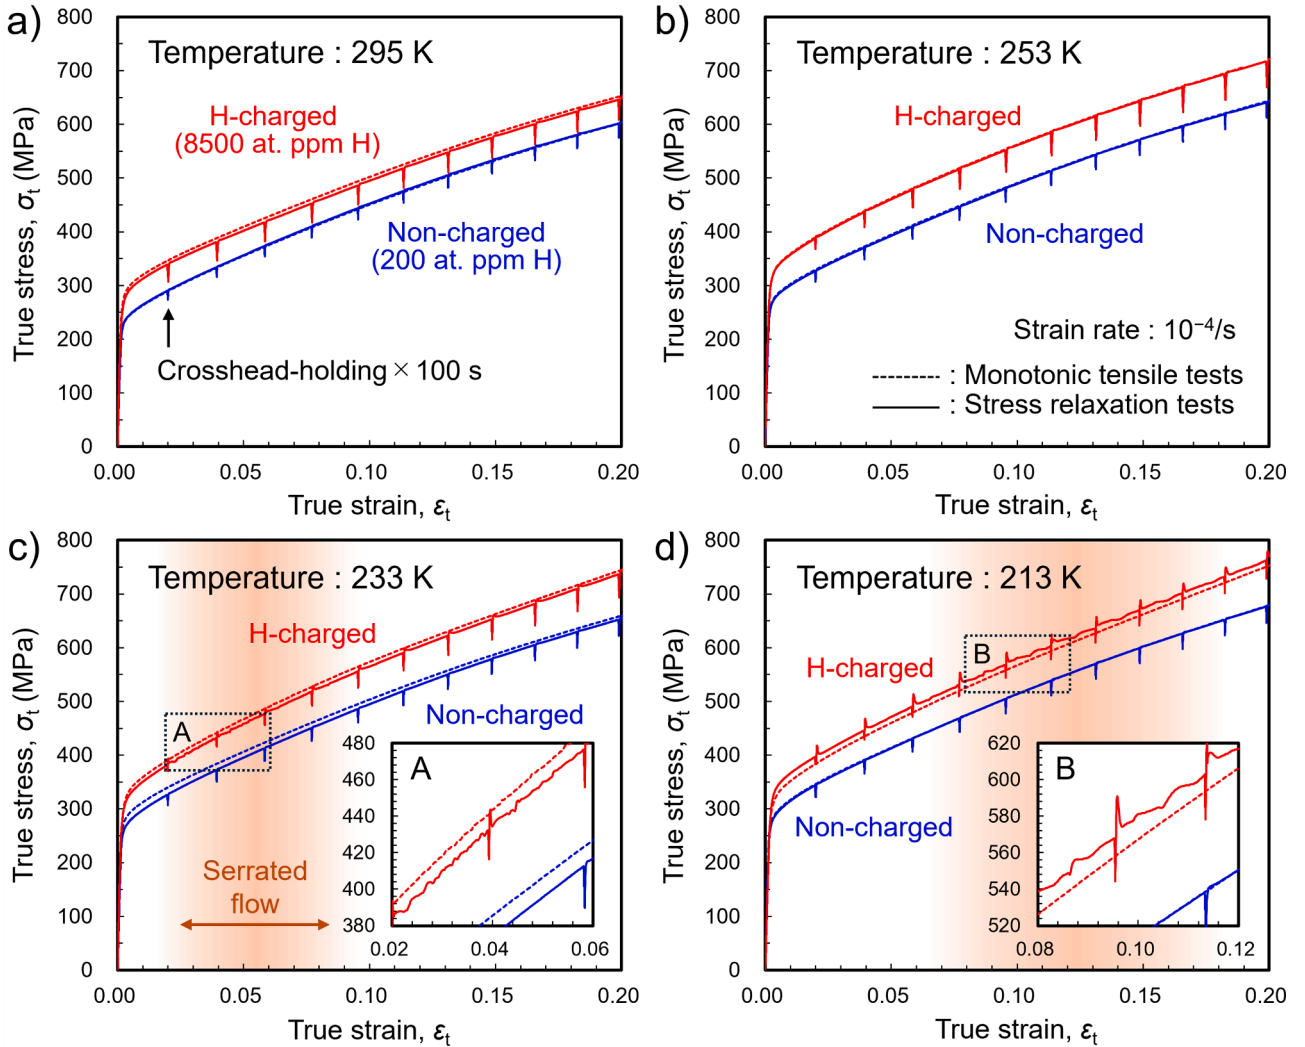 a)
Temperature : 295 K
H-charged
(8500 at. ppm H)
Non-charged
(200 at. ppm H)
Crosshead-holding × 100 s
800
700
600
500
400
300
200
100
0
True stress, σt (MPa)
0.00
0.05
0.10
0.15
0.20
True strain, εt
b)
Temperature : 253 K
H-charged
Non-charged
Strain rate : 10⁻⁴/s
: Monotonic tensile tests
: Stress relaxation tests
800
700
600
500
400
300
200
100
0
True stress, σt (MPa)
0.00
0.05
0.10
0.15
0.20
True strain, εt
c)
Temperature : 233 K
H-charged
A
Non-charged
Serrated
flow
A
480
460
440
420
400
380
0.02
0.04
0.06
800
700
600
500
400
300
200
100
0
True stress, σt (MPa)
0.00
0.05
0.10
0.15
0.20
True strain, εt
d)
Temperature : 213 K
B
H-charged
Non-charged
B
620
600
580
560
540
520
0.08
0.10
0.12
800
700
600
500
400
300
200
100
0
True stress, σt (MPa)
0.00
0.05
0.10
0.15
0.20
True strain, εt